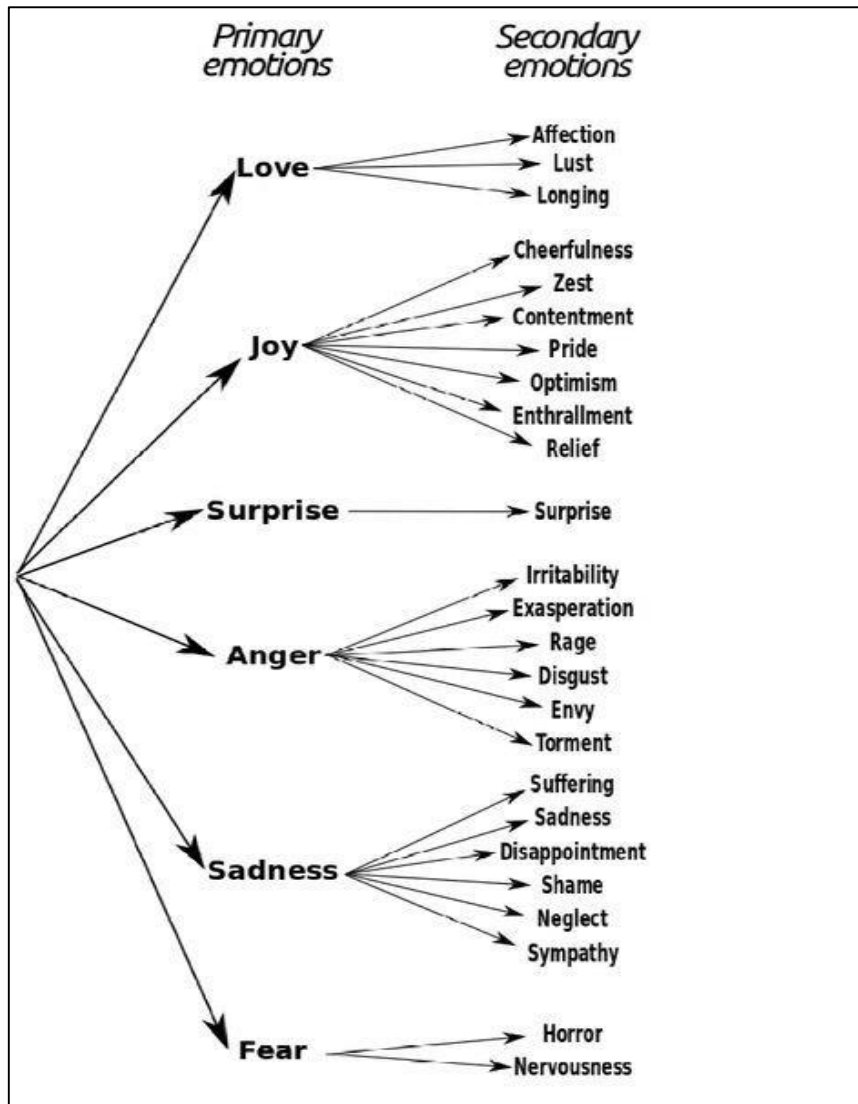 Primary emotions
Secondary emotions
Love
Affection
Lust
Longing
Joy
Cheerfulness
Zest
Contentment
Pride
Optimism
Enthrallment
Relief
Surprise
Surprise
Anger
Irritability
Exasperation
Rage
Disgust
Envy
Torment
Sadness
Suffering
Sadness
Disappointment
Shame
Neglect
Sympathy
Fear
Horror
Nervousness